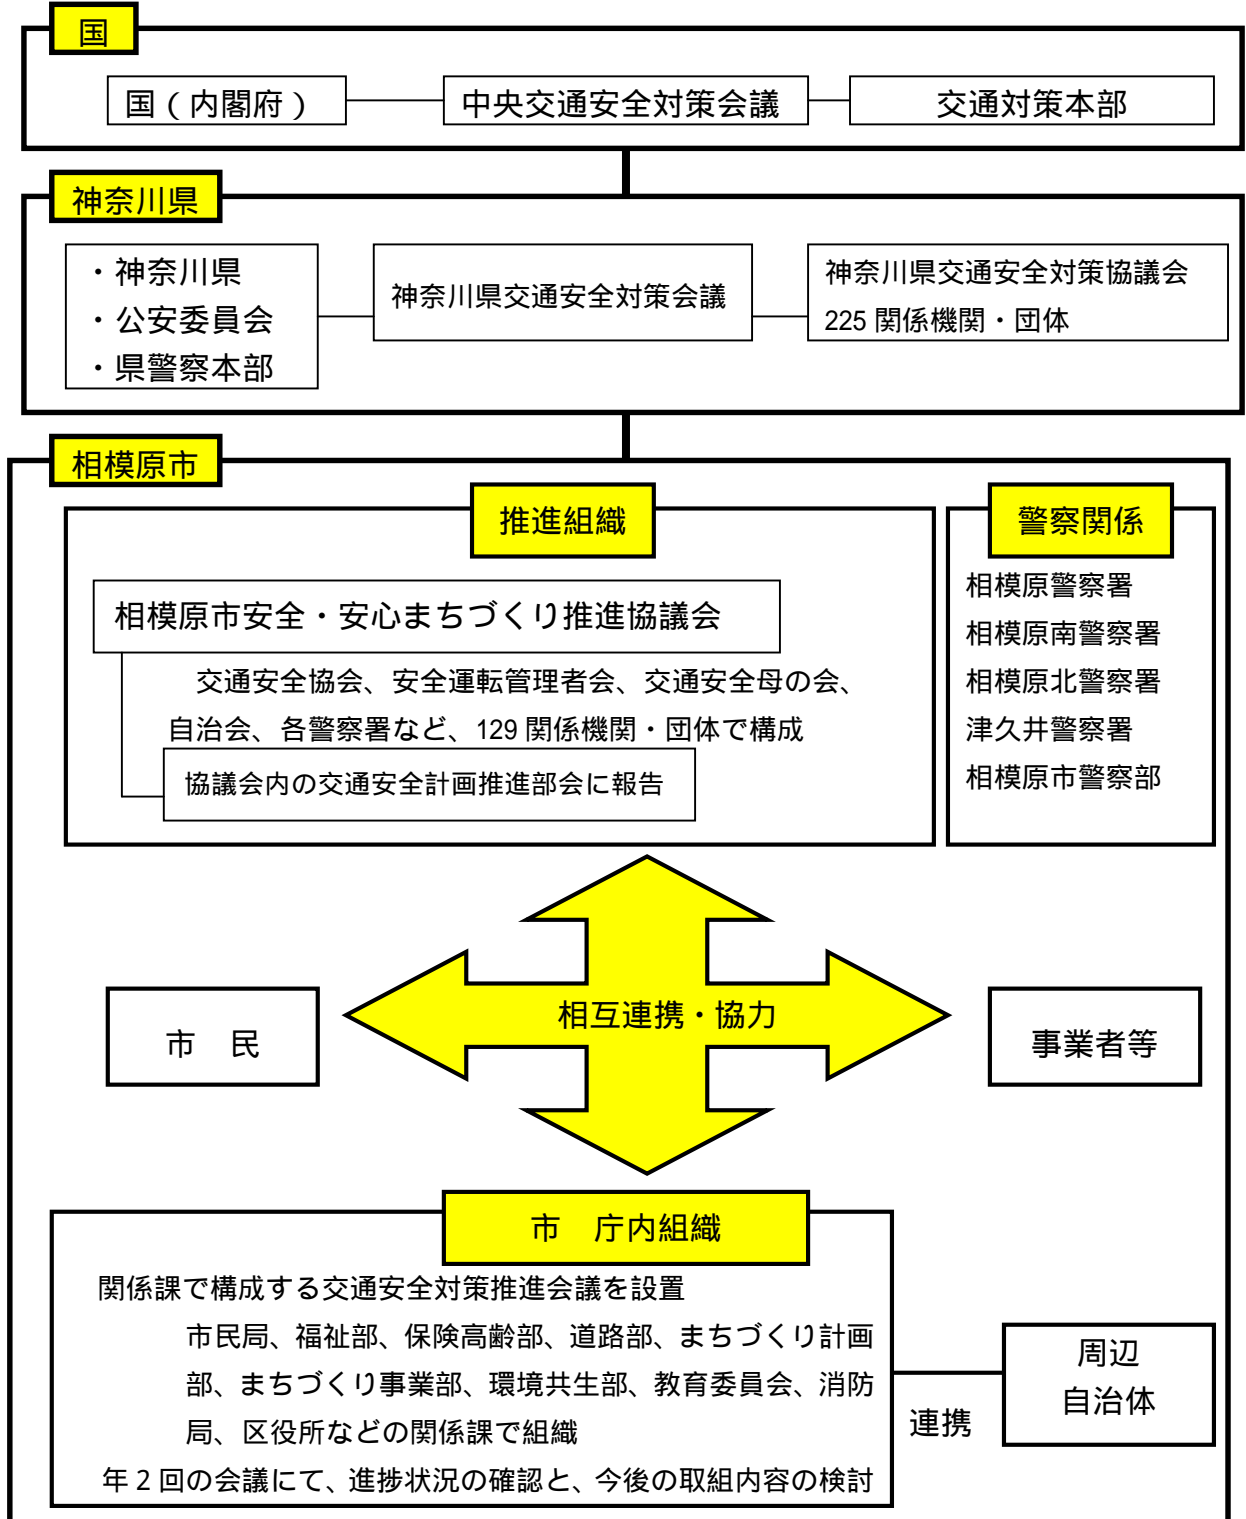 国
国（内閣府）
中央交通安全対策会議
交通対策本部
神奈川県
・神奈川県
・公安委員会
・県警察本部
神奈川県交通安全対策会議
神奈川県交通安全対策協議会
225 関係機関・団体
相模原市
推進組織
相模原市安全・安心まちづくり推進協議会
交通安全協会、安全運転管理者会、交通安全母の会、
自治会、各警察署など、129 関係機関・団体で構成
協議会内の交通安全計画推進部会に報告
警察関係
相模原警察署
相模原南警察署
相模原北警察署
津久井警察署
相模原市警察部
相互連携・協力
市　民
事業者等
市　庁内組織
関係課で構成する交通安全対策推進会議を設置
市民局、福祉部、保険高齢部、道路部、まちづくり計画
部、まちづくり事業部、環境共生部、教育委員会、消防
局、区役所などの関係課で組織
年２回の会議にて、進捗状況の確認と、今後の取組内容の検討
連携
周辺
自治体